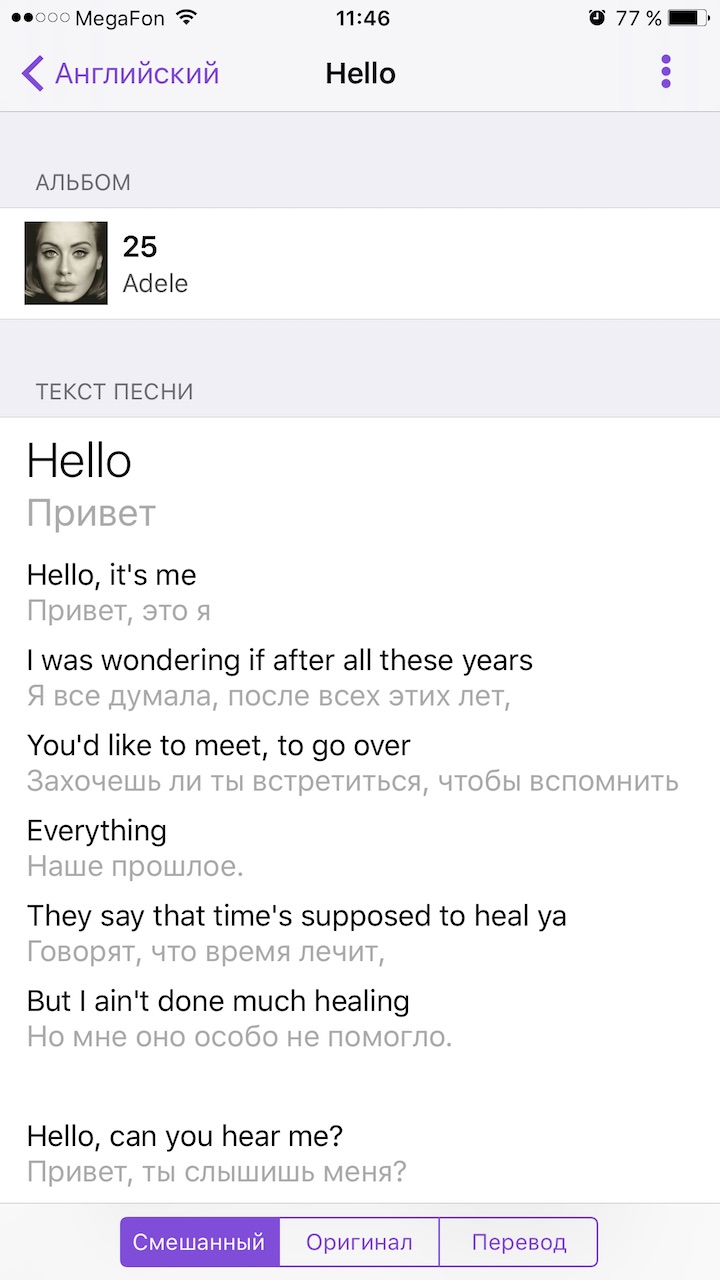 MegaFon 11:46 77 %
Английский Hello
АЛЬБОМ
25
Adele
ТЕКСТ ПЕСНИ
Hello
Привет
Hello, it's me
Привет, это я
I was wondering if after all these years
Я все думала, после всех этих лет,
You'd like to meet, to go over
Захочешь ли ты встретиться, чтобы вспомнить
Everything
Наше прошлое.
They say that time's supposed to heal ya
Говорят, что время лечит,
But I ain't done much healing
Но мне оно особо не помогло.
Hello, can you hear me?
Привет, ты слышишь меня?
Смешанный Оригинал Перевод